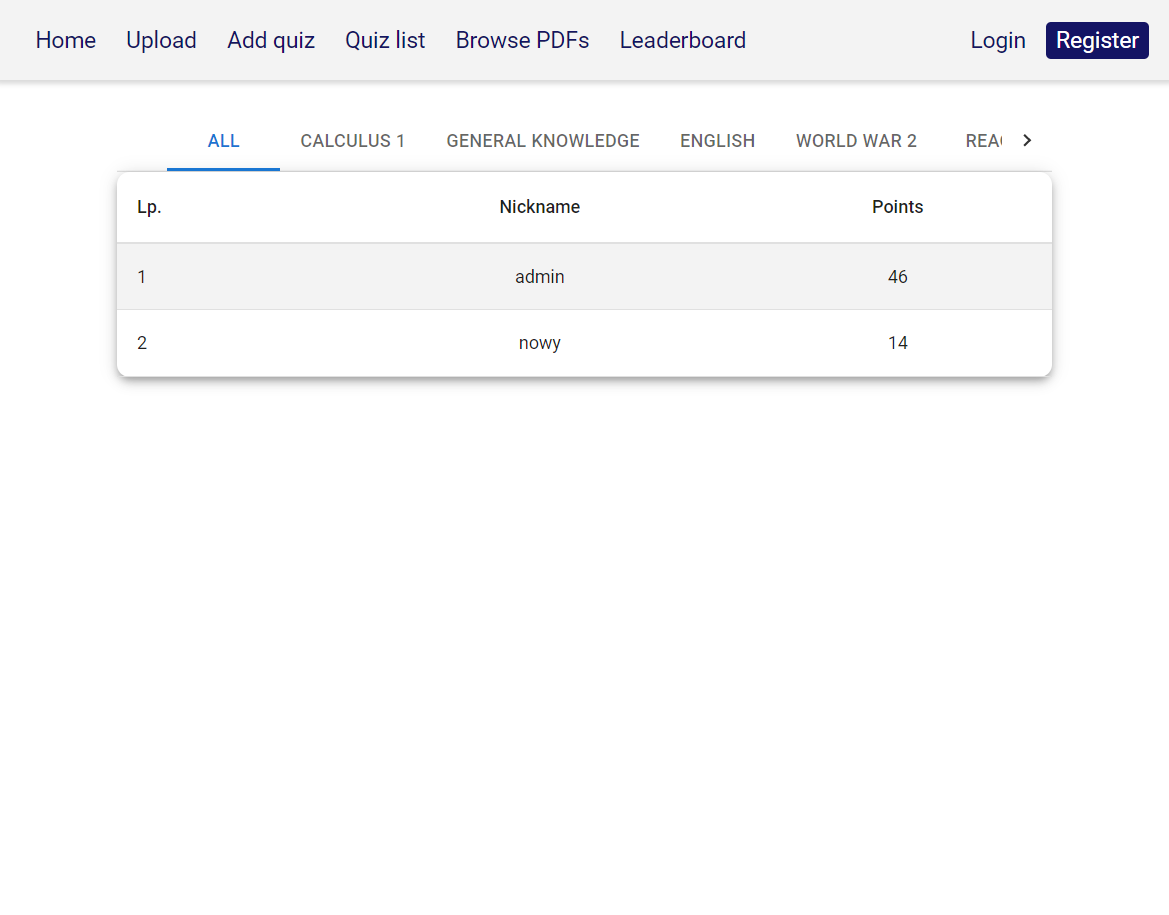 Home Upload Add quiz Quiz list Browse PDFs Leaderboard Login Register
ALL CALCULUS 1 GENERAL KNOWLEDGE ENGLISH WORLD WAR 2
Lp. Nickname Points
1 admin 46
2 nowy 14